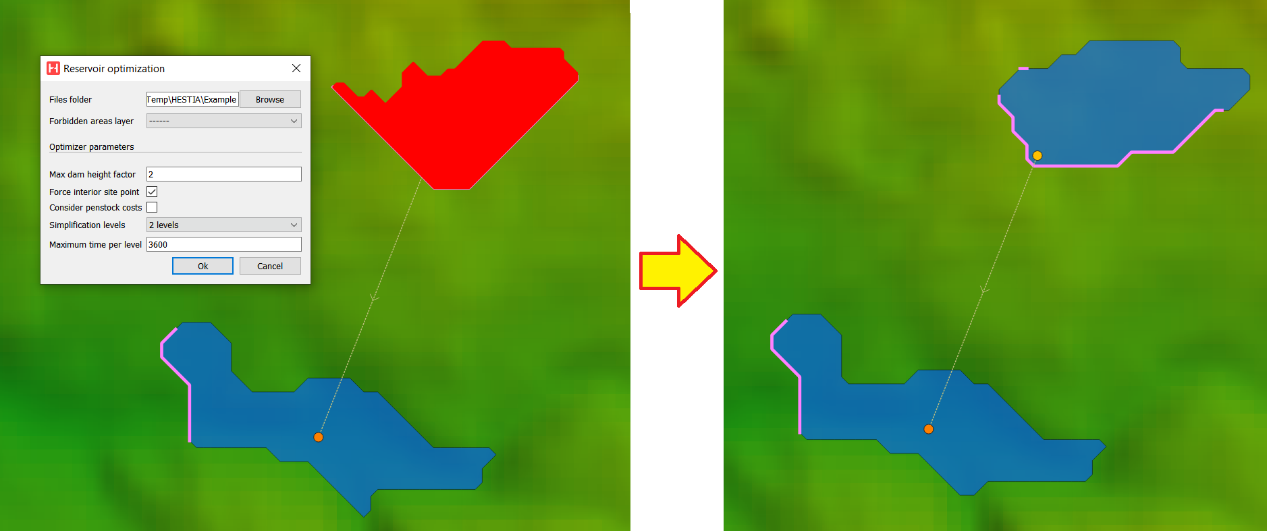 H Reservoir optimization
Files folder Temp\HESTIA\Example Browse
Forbidden areas layer ------
Optimizer parameters
Max dam height factor 2
Force interior site point
Consider penstock costs
Simplification levels 2 levels
Maximum time per level 3600
Ok Cancel